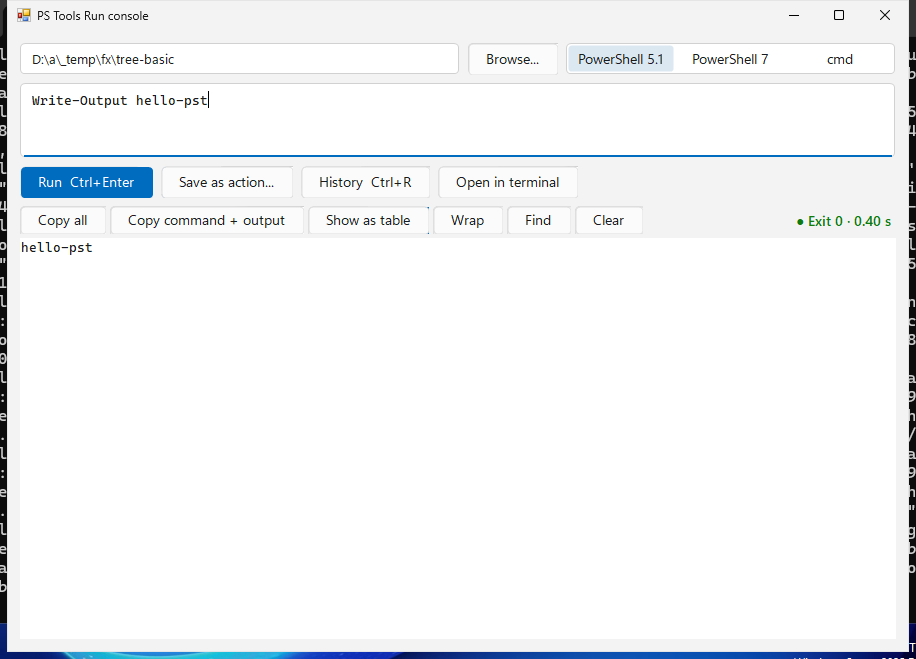 PS Tools Run console
D:\a\_temp\fx\tree-basic
Browse...
PowerShell 5.1
PowerShell 7
cmd
Write-Output hello-pst
Run Ctrl+Enter
Save as action...
History Ctrl+R
Open in terminal
Copy all
Copy command + output
Show as table
Wrap
Find
Clear
● Exit 0 · 0.40 s
hello-pst